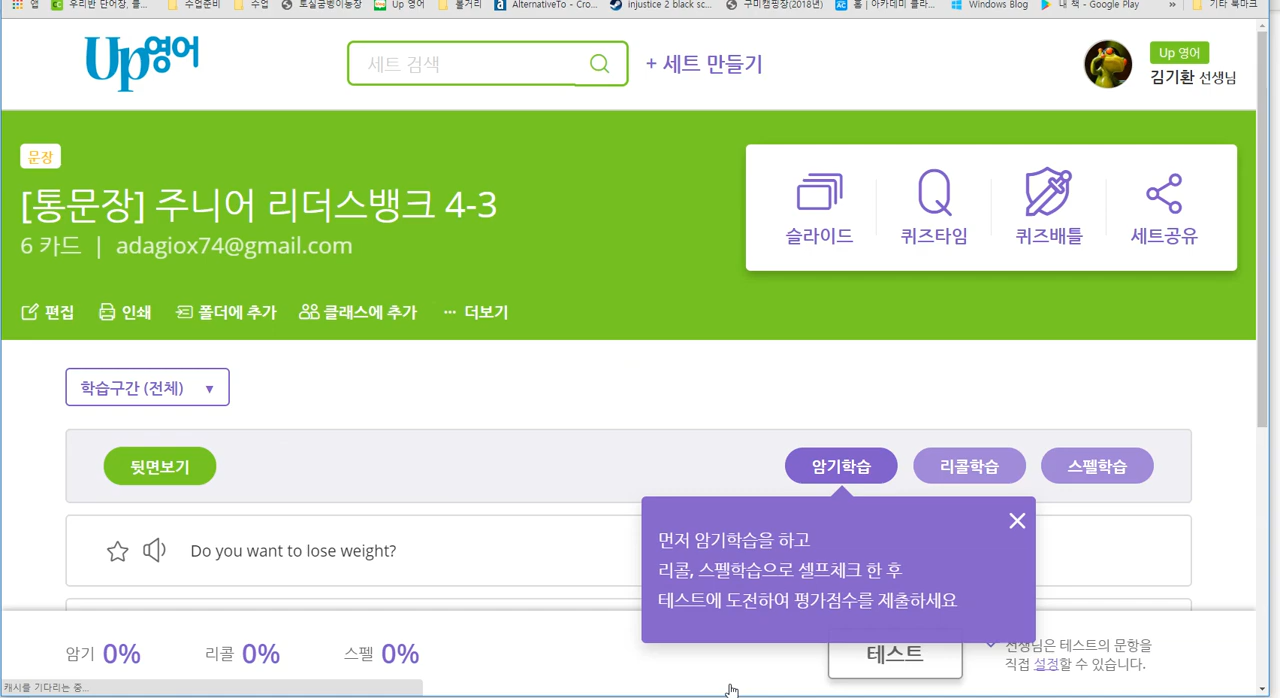 앱
우리반 단어장, 클...
수업준비
수업
토실궁뎅이농장
Up 영어
볼거리
AlternativeTo - Cro...
injustice 2 black sc...
구미캠핑장(2018년)
홈 | 아카데미 클라...
Windows Blog
내 책 - Google Play
»
기타 북마크
Up영어
세트 검색
+ 세트 만들기
Up 영어
김기환 선생님
문장
[통문장] 주니어 리더스뱅크 4-3
6 카드 | adagiox74@gmail.com
슬라이드
퀴즈타임
퀴즈배틀
세트공유
편집
인쇄
폴더에 추가
클래스에 추가
··· 더보기
학습구간 (전체) ▼
뒷면보기
암기학습
리콜학습
스펠학습
먼저 암기학습을 하고
리콜, 스펠학습으로 셀프체크 한 후
테스트에 도전하여 평가점수를 제출하세요
Do you want to lose weight?
암기 0%
리콜 0%
스펠 0%
테스트
선생님은 테스트의 문항을
직접 설정할 수 있습니다.
캐시를 기다리는 중...